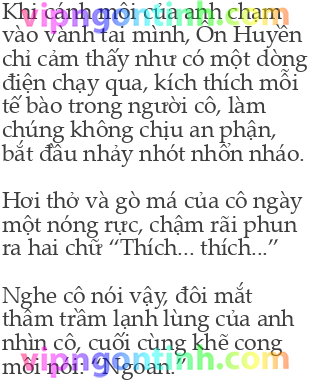 Khi cánh môi của anh chạm
vào vành tai mình, Ôn Huyền
chỉ cảm thấy như có một dòng
điện chạy qua, kích thích mỗi
tế bào trong người cô, làm
chúng không chịu an phận,
bắt đầu nhảy nhót nhốn nháo.
Hơi thở và gò má của cô ngày
một nóng rực, chậm rãi phun
ra hai chữ “Thích... thích...”
Nghe cô nói vậy, đôi mắt
thâm trầm lạnh lùng của anh
nhìn cô, cuối cùng khẽ cong
môi nói: “Ngoan.
vipngontinh.com
vipngontinh.com
vipngontinh.com